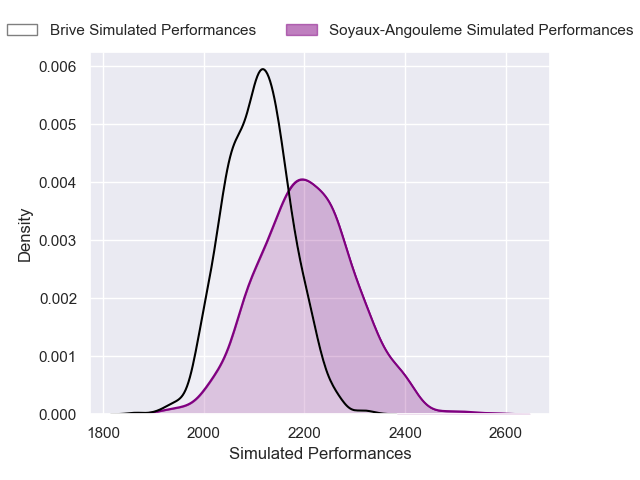 Brive Simulated Performances
Soyaux-Angouleme Simulated Performances
0.006
0.005
0.004
0.003
0.002
0.001
0.000
Density
1800 2000 2200 2400 2600
Simulated Performances